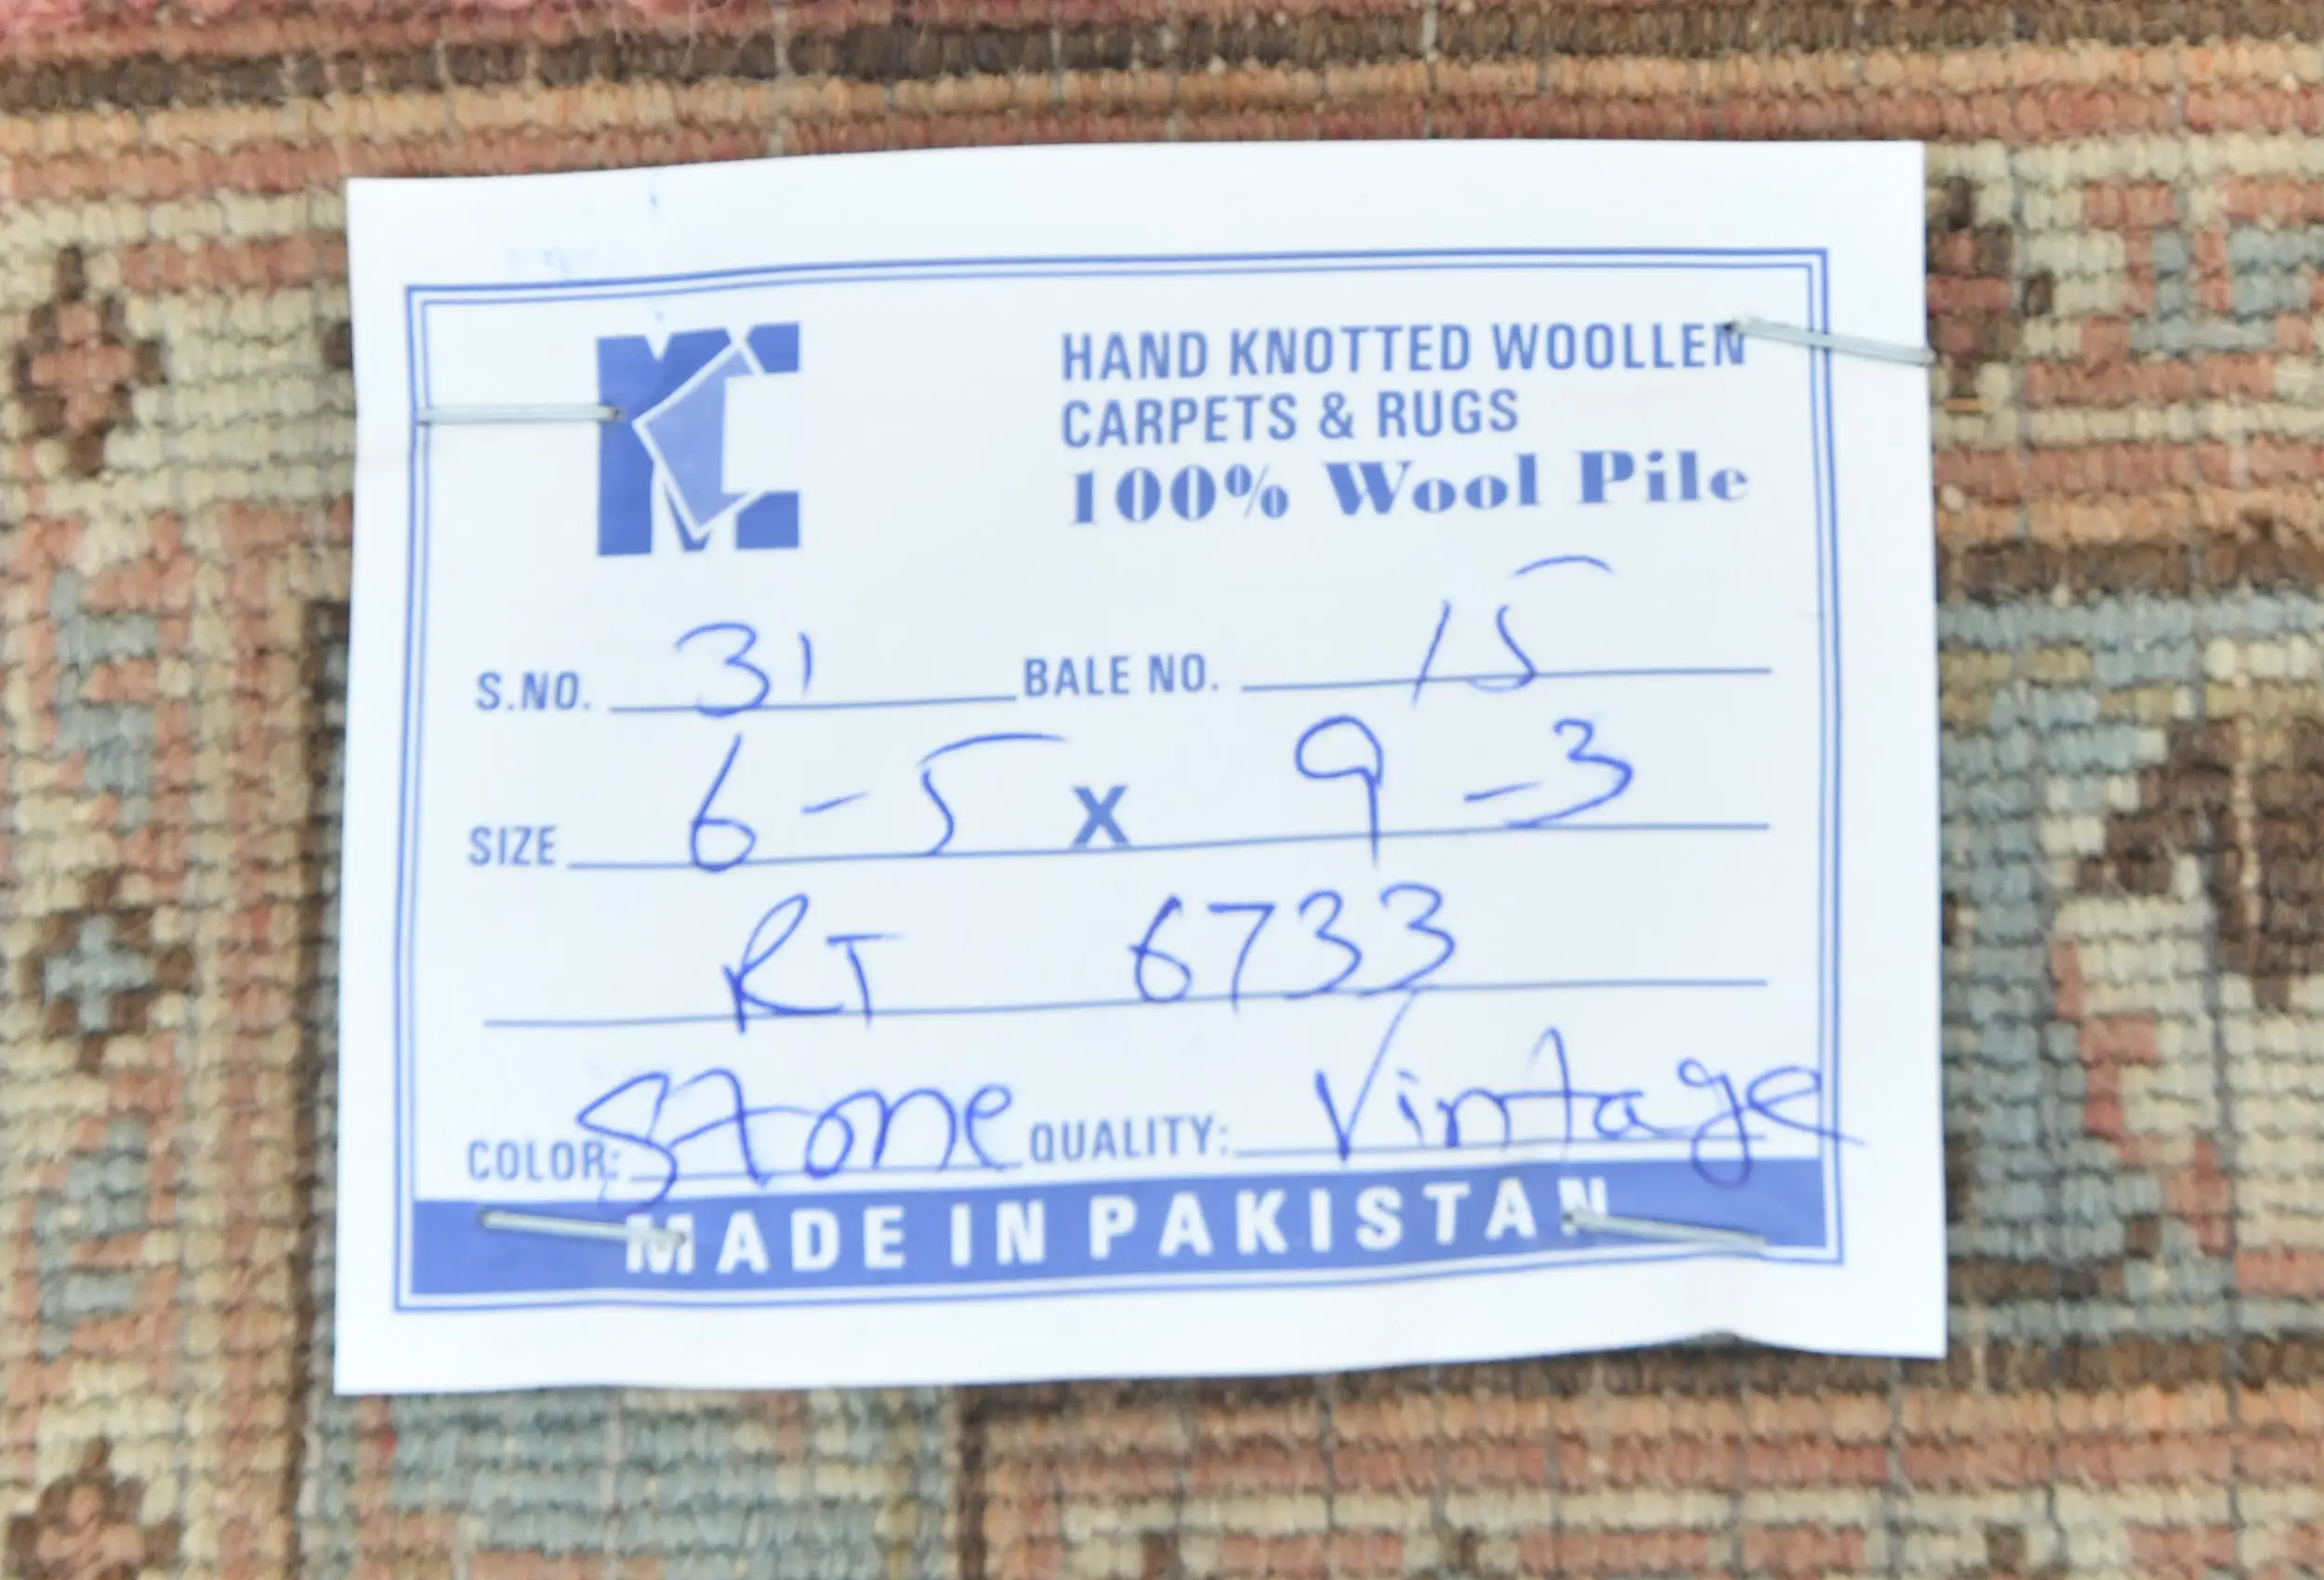 MC
HAND KNOTTED WOOLLEN
CARPETS & RUGS
100% Wool Pile
S.NO. 31 BALE NO. 15
SIZE 6-5 X 9-3
RT 6733
COLOR: Stone QUALITY: Vintage
MADE IN PAKISTAN